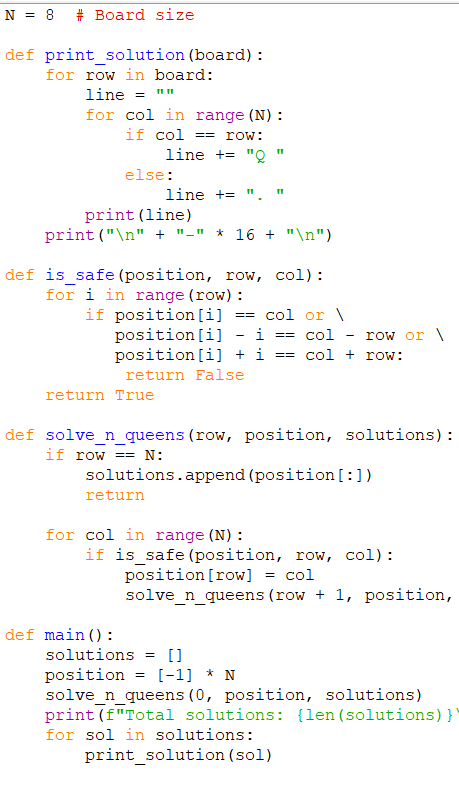 N = 8  # Board size

def print_solution(board):
    for row in board:
        line = ""
        for col in range(N):
            if col == row:
                line += "Q "
            else:
                line += ". "
        print(line)
    print("\n" + "-" * 16 + "\n")

def is_safe(position, row, col):
    for i in range(row):
        if position[i] == col or \
           position[i] - i == col - row or \
           position[i] + i == col + row:
            return False
    return True

def solve_n_queens(row, position, solutions):
    if row == N:
        solutions.append(position[:])
        return

    for col in range(N):
        if is_safe(position, row, col):
            position[row] = col
            solve_n_queens(row + 1, position,

def main():
    solutions = []
    position = [-1] * N
    solve_n_queens(0, position, solutions)
    print(f"Total solutions: {len(solutions)}\
    for sol in solutions:
        print_solution(sol)